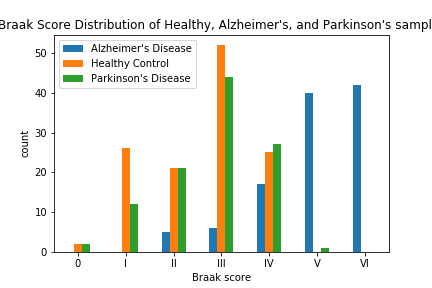 Braak Score Distribution of Healthy, Alzheimer's, and Parkinson's sampl
Alzheimer's Disease
Healthy Control
Parkinson's Disease
50
40
30
20
10
0
count
0 I II III IV V VI
Braak score